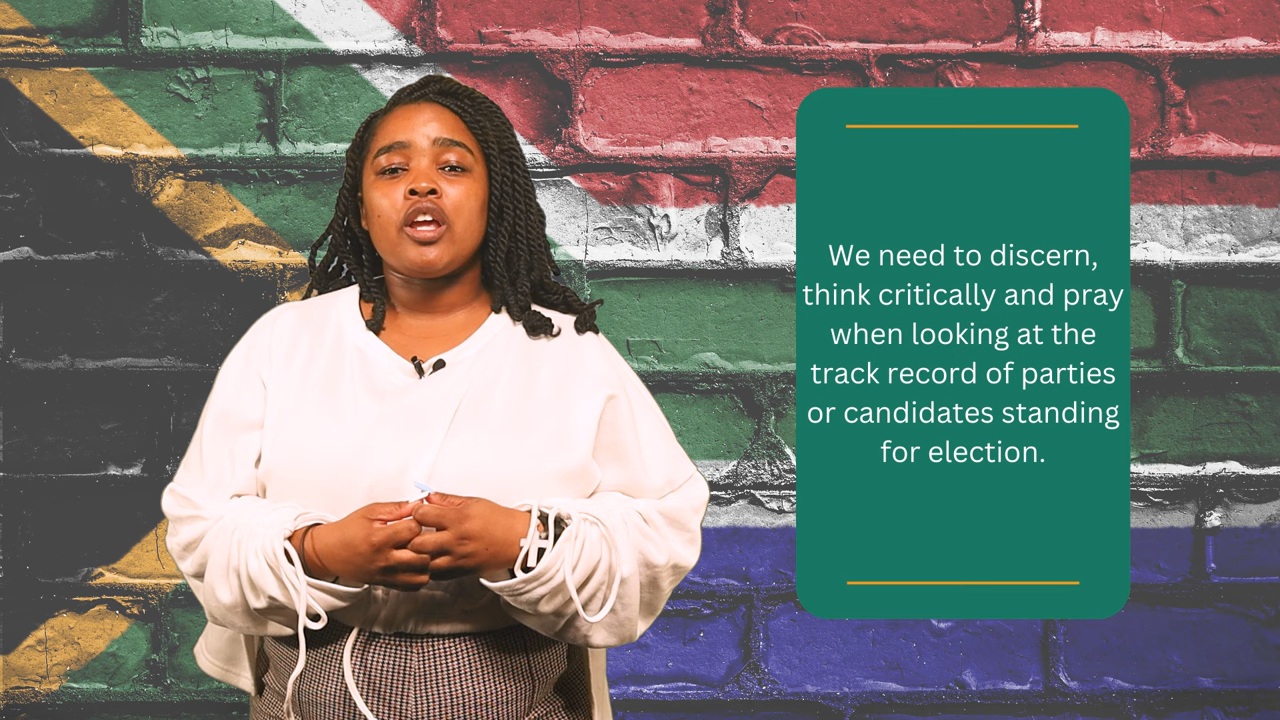 We need to discern,
think critically and pray
when looking at the
track record of parties
or candidates standing
for election.